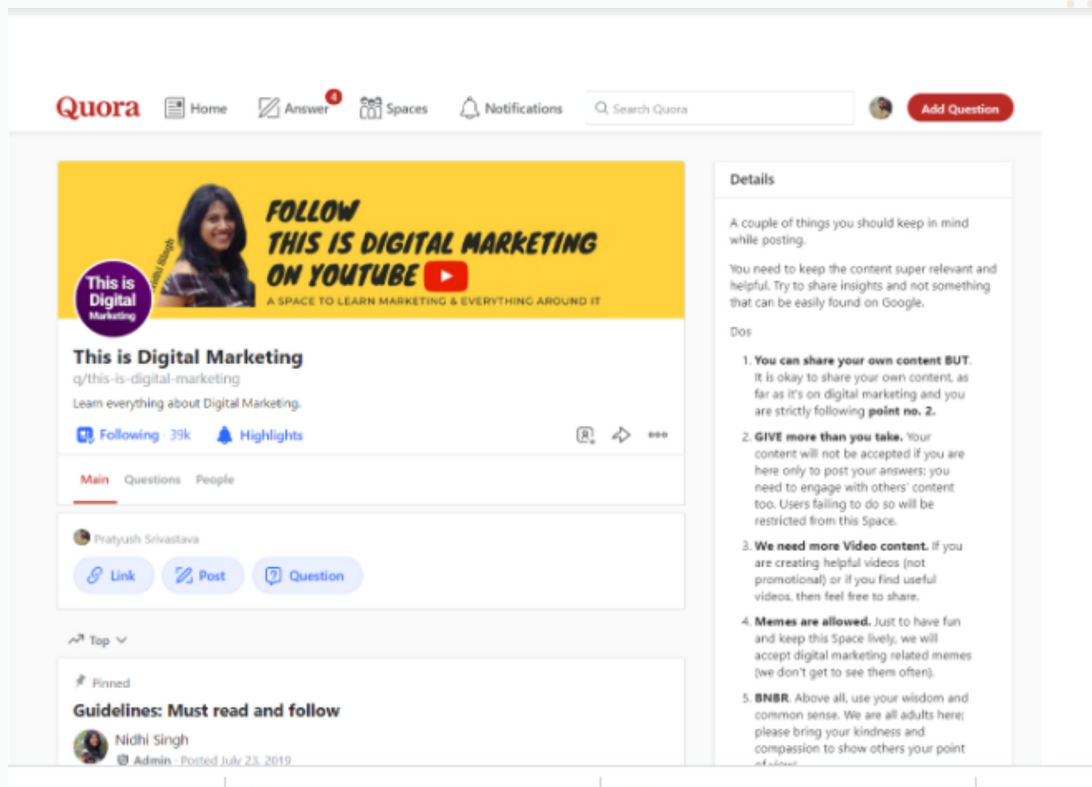 Quora
Home
Answer
4
Spaces
Notifications
Search Quora
Add Question
FOLLOW
THIS IS DIGITAL MARKETING
ON YOUTUBE
A SPACE TO LEARN MARKETING & EVERYTHING AROUND IT
Nidhi Singh
This is
Digital
Marketing
This is Digital Marketing
q/this-is-digital-marketing
Learn everything about Digital Marketing.
Following · 39k
Highlights
Main
Questions
People
Pratyush Srivastava
Link
Post
Question
Top
Pinned
Guidelines: Must read and follow
Nidhi Singh
Admin · Posted July 23, 2019
Details
A couple of things you should keep in mind
while posting.
You need to keep the content super relevant and
helpful. Try to share insights and not something
that can be easily found on Google.
Dos
1. You can share your own content BUT.
It is okay to share your own content, as
far as it's on digital marketing and you
are strictly following point no. 2.
2. GIVE more than you take. Your
content will not be accepted if you are
here only to post your answers; you
need to engage with others' content
too. Users failing to do so will be
restricted from this Space.
3. We need more Video content. If you
are creating helpful videos (not
promotional) or if you find useful
videos, then feel free to share.
4. Memes are allowed. Just to have fun
and keep this Space lively, we will
accept digital marketing related memes
(we don't get to see them often).
5. BNBR. Above all, use your wisdom and
common sense. We are all adults here;
please bring your kindness and
compassion to show others your point